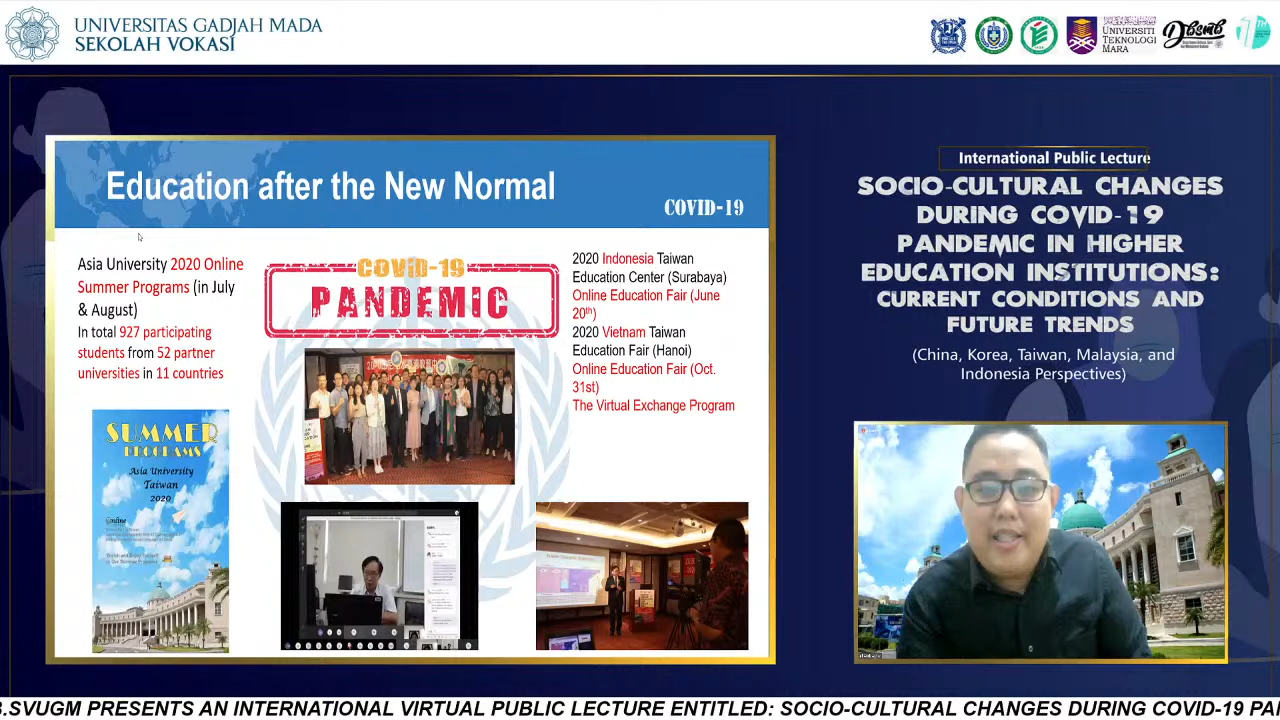 UNIVERSITAS GADJAH MADA
SEKOLAH VOKASI
UNIVERSITI
TEKNOLOGI
MARA
Education after the New Normal
COVID-19
Asia University 2020 Online
Summer Programs (in July
& August)
In total 927 participating
students from 52 partner
universities in 11 countries
COVID-19
PANDEMIC
2020 Indonesia Taiwan
Education Center (Surabaya)
Online Education Fair (June
20th)
2020 Vietnam Taiwan
Education Fair (Hanoi)
Online Education Fair (Oct.
31st)
The Virtual Exchange Program
SUMMER
PROGRAMS
Asia University
Taiwan
2020
Online
International Public Lecture
SOCIO-CULTURAL CHANGES
DURING COVID-19
PANDEMIC IN HIGHER
EDUCATION INSTITUTIONS:
CURRENT CONDITIONS AND
FUTURE TRENDS
(China, Korea, Taiwan, Malaysia, and
Indonesia Perspectives)
B.SVUGM PRESENTS AN INTERNATIONAL VIRTUAL PUBLIC LECTURE ENTITLED: SOCIO-CULTURAL CHANGES DURING COVID-19 PA